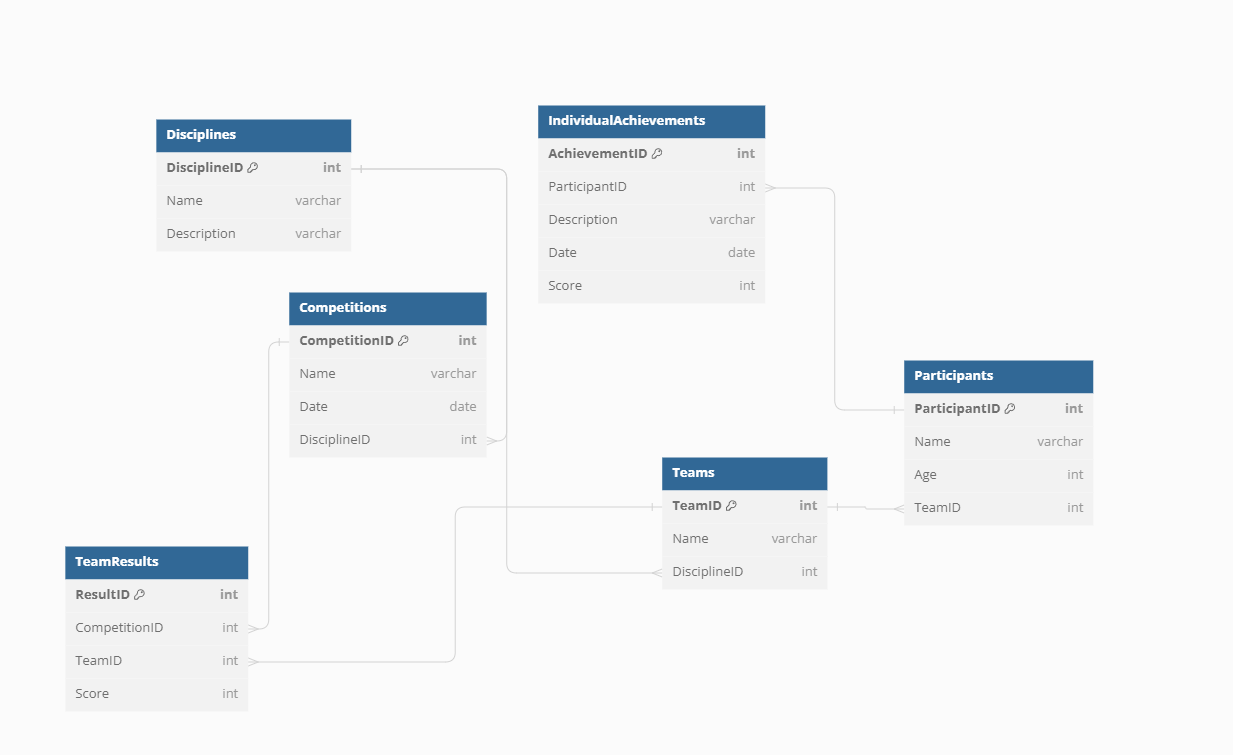 Disciplines
DisciplineID int
Name varchar
Description varchar
IndividualAchievements
AchievementID int
ParticipantID int
Description varchar
Date date
Score int
Competitions
CompetitionID int
Name varchar
Date date
DisciplineID int
Participants
ParticipantID int
Name varchar
Age int
TeamID int
Teams
TeamID int
Name varchar
DisciplineID int
TeamResults
ResultID int
CompetitionID int
TeamID int
Score int